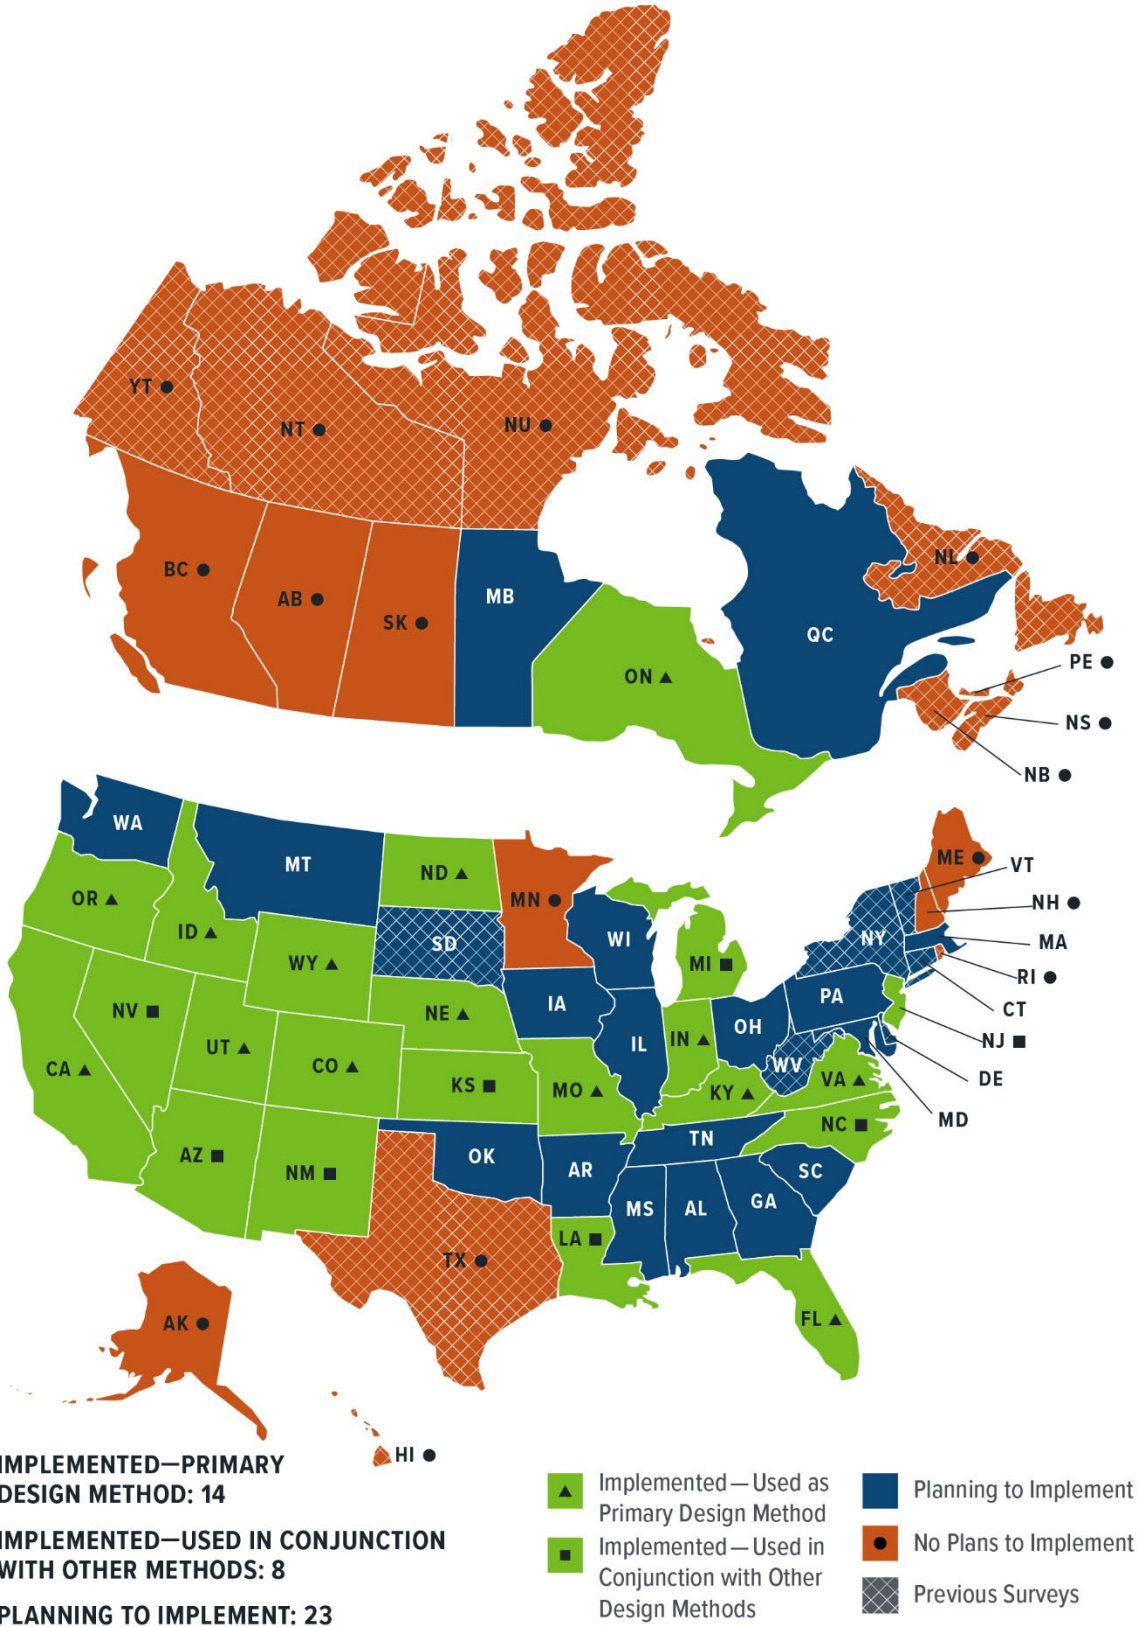 YT ●
NT ●
NU ●
BC ●
AB ●
SK ●
MB
ON ▲
QC
NL ●
PE ●
NS ●
NB ●
WA
MT
ND ▲
MN ●
ME ●
VT
OR ▲
ID ▲
NH ●
WY ▲
SD
WI
MI ■
NY
MA
RI ●
NV ■
NE ▲
IA
PA
CT
UT ▲
CO ▲
IL
IN ▲
OH
NJ ■
CA ▲
KS ■
MO ▲
KY ▲
WV
VA ▲
DE
MD
AZ ■
NM ■
OK
AR
TN
NC ■
SC
MS
AL
GA
LA ■
TX ●
FL ▲
AK ●
HI ●
IMPLEMENTED—PRIMARY
DESIGN METHOD: 14
IMPLEMENTED—USED IN CONJUNCTION
WITH OTHER METHODS: 8
PLANNING TO IMPLEMENT: 23
Implemented—Used as
Primary Design Method
Implemented—Used in
Conjunction with Other
Design Methods
Planning to Implement
No Plans to Implement
Previous Surveys